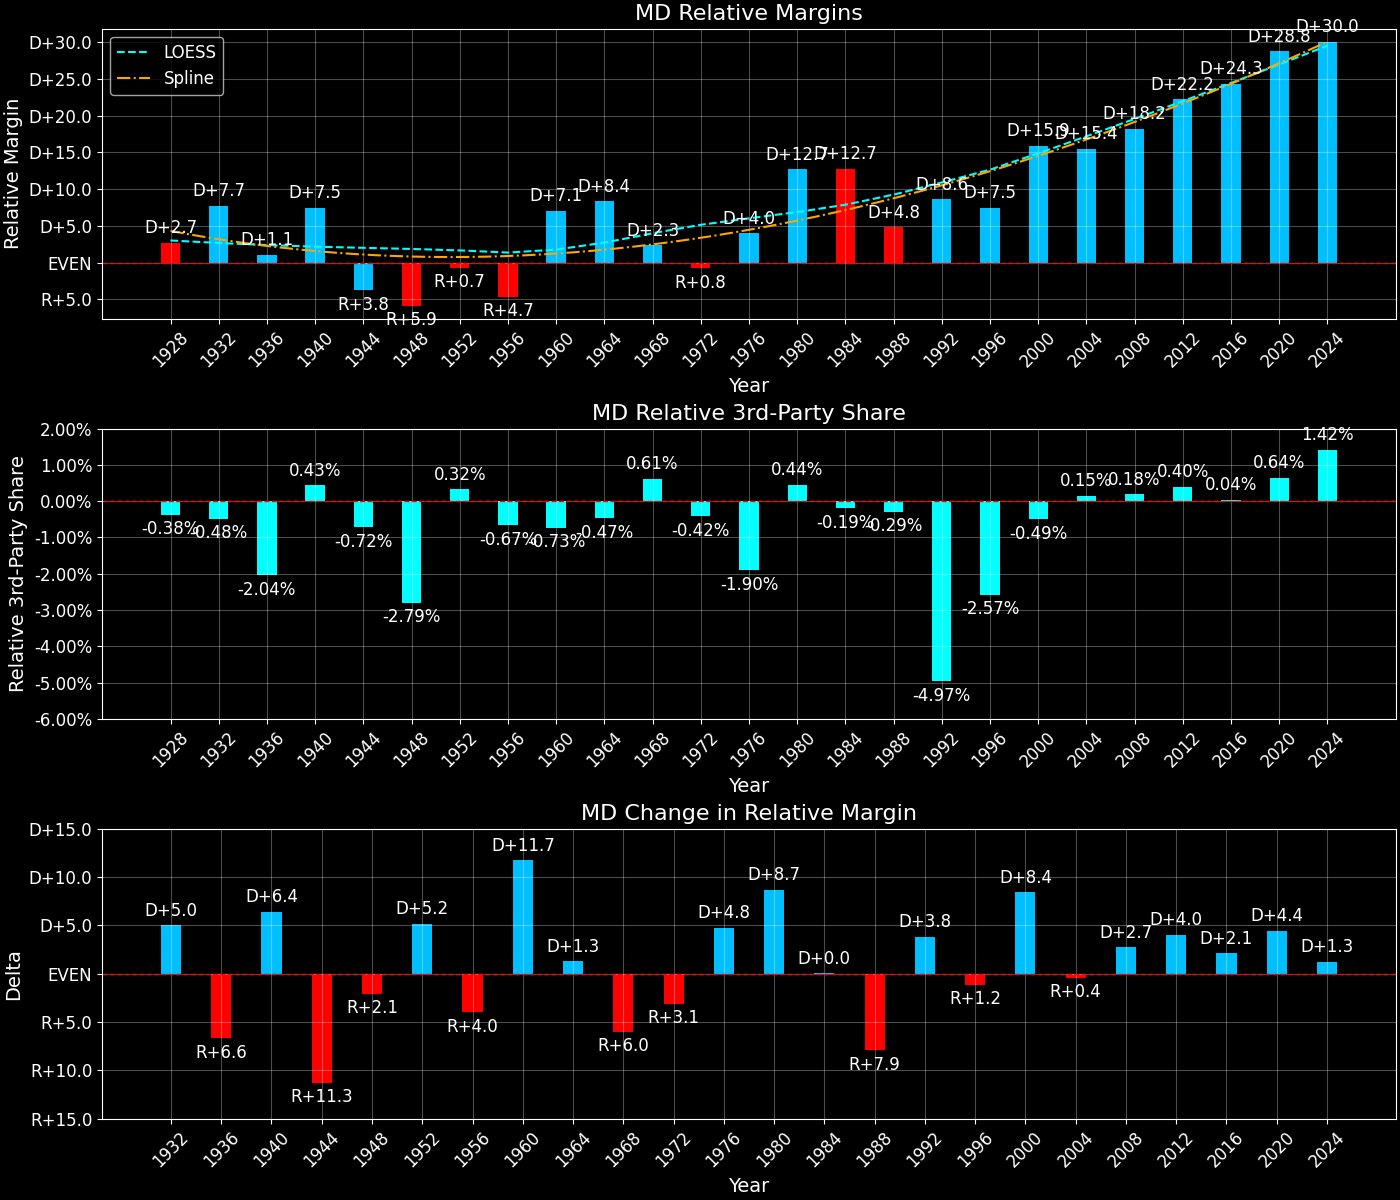 MD Relative Margins
Relative Margin
D+30.0
D+25.0
D+20.0
D+15.0
D+10.0
D+5.0
EVEN
R+5.0
LOESS
Spline
D+2.7
D+7.7
D+1.1
D+7.5
R+3.8
R+5.9
R+0.7
R+4.7
D+7.1
D+8.4
D+2.3
R+0.8
D+4.0
D+12.7
D+12.7
D+4.8
D+8.6
D+7.5
D+15.9
D+15.4
D+18.2
D+22.2
D+24.3
D+28.8
D+30.0
1928 1932 1936 1940 1944 1948 1952 1956 1960 1964 1968 1972 1976 1980 1984 1988 1992 1996 2000 2004 2008 2012 2016 2020 2024
Year
MD Relative 3rd-Party Share
Relative 3rd-Party Share
2.00%
1.00%
0.00%
-1.00%
-2.00%
-3.00%
-4.00%
-5.00%
-6.00%
-0.38%
-0.48%
-2.04%
0.43%
-0.72%
-2.79%
0.32%
-0.67%
-0.73%
-0.47%
0.61%
-0.42%
-1.90%
0.44%
-0.19%
-0.29%
-4.97%
-2.57%
-0.49%
0.15%
0.18%
0.40%
0.04%
0.64%
1.42%
1928 1932 1936 1940 1944 1948 1952 1956 1960 1964 1968 1972 1976 1980 1984 1988 1992 1996 2000 2004 2008 2012 2016 2020 2024
Year
MD Change in Relative Margin
Delta
D+15.0
D+10.0
D+5.0
EVEN
R+5.0
R+10.0
R+15.0
D+5.0
R+6.6
D+6.4
R+11.3
R+2.1
D+5.2
R+4.0
D+11.7
D+1.3
R+6.0
R+3.1
D+4.8
D+8.7
D+0.0
R+7.9
D+3.8
R+1.2
D+8.4
R+0.4
D+2.7
D+4.0
D+2.1
D+4.4
D+1.3
1932 1936 1940 1944 1948 1952 1956 1960 1964 1968 1972 1976 1980 1984 1988 1992 1996 2000 2004 2008 2012 2016 2020 2024
Year